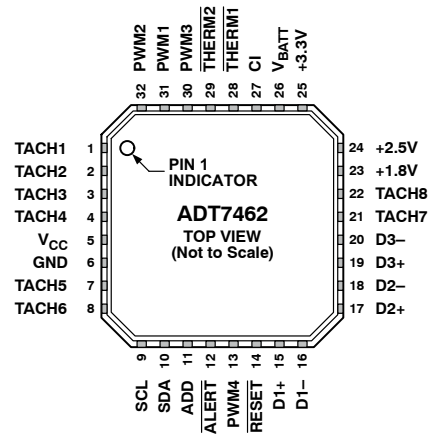 32 PWM2
31 PWM1
30 PWM3
29 THERM2
28 THERM1
27 CI
26 VBATT
25 +3.3V
TACH1 1
TACH2 2
TACH3 3
TACH4 4
VCC 5
GND 6
TACH5 7
TACH6 8
PIN 1
INDICATOR
ADT7462
TOP VIEW
(Not to Scale)
24 +2.5V
23 +1.8V
22 TACH8
21 TACH7
20 D3–
19 D3+
18 D2–
17 D2+
SCL 9
SDA 10
ADD 11
ALERT 12
PWM4 13
RESET 14
D1+ 15
D1– 16